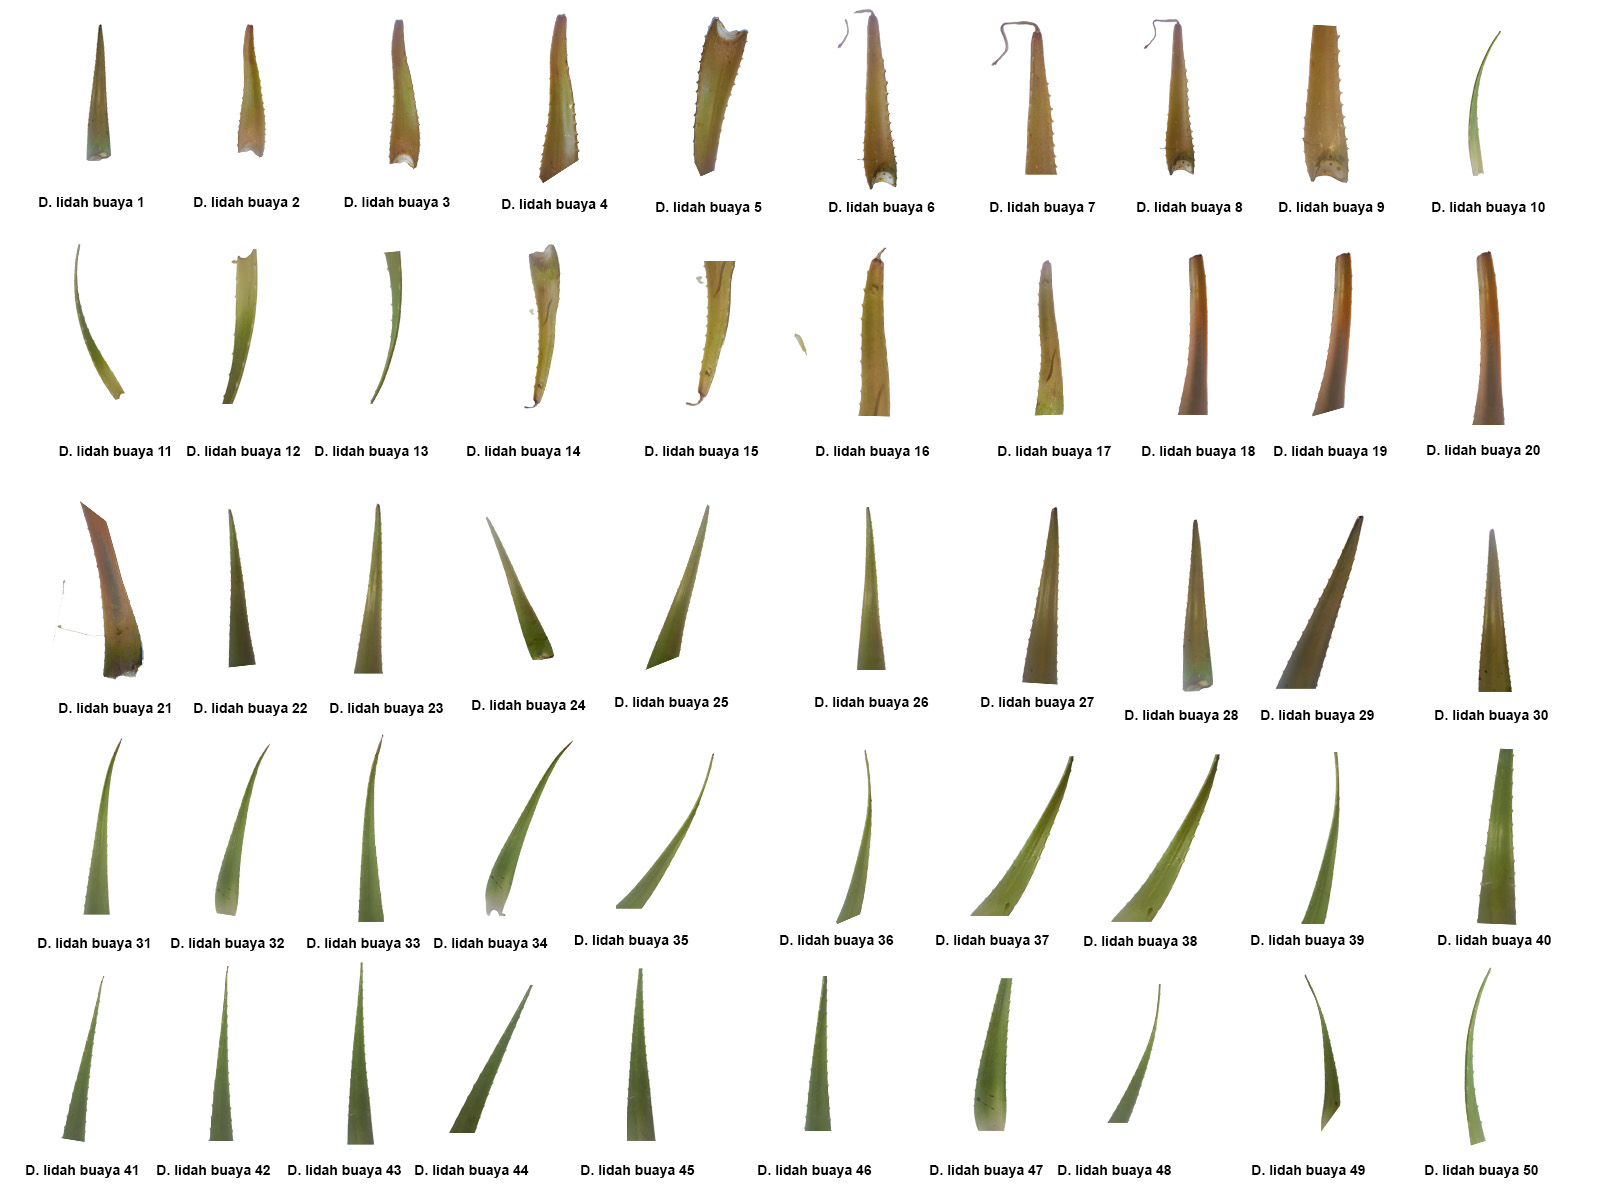 D. lidah buaya 1
D. lidah buaya 2
D. lidah buaya 3
D. lidah buaya 4
D. lidah buaya 5
D. lidah buaya 6
D. lidah buaya 7
D. lidah buaya 8
D. lidah buaya 9
D. lidah buaya 10
D. lidah buaya 11
D. lidah buaya 12
D. lidah buaya 13
D. lidah buaya 14
D. lidah buaya 15
D. lidah buaya 16
D. lidah buaya 17
D. lidah buaya 18
D. lidah buaya 19
D. lidah buaya 20
D. lidah buaya 21
D. lidah buaya 22
D. lidah buaya 23
D. lidah buaya 24
D. lidah buaya 25
D. lidah buaya 26
D. lidah buaya 27
D. lidah buaya 28
D. lidah buaya 29
D. lidah buaya 30
D. lidah buaya 31
D. lidah buaya 32
D. lidah buaya 33
D. lidah buaya 34
D. lidah buaya 35
D. lidah buaya 36
D. lidah buaya 37
D. lidah buaya 38
D. lidah buaya 39
D. lidah buaya 40
D. lidah buaya 41
D. lidah buaya 42
D. lidah buaya 43
D. lidah buaya 44
D. lidah buaya 45
D. lidah buaya 46
D. lidah buaya 47
D. lidah buaya 48
D. lidah buaya 49
D. lidah buaya 50